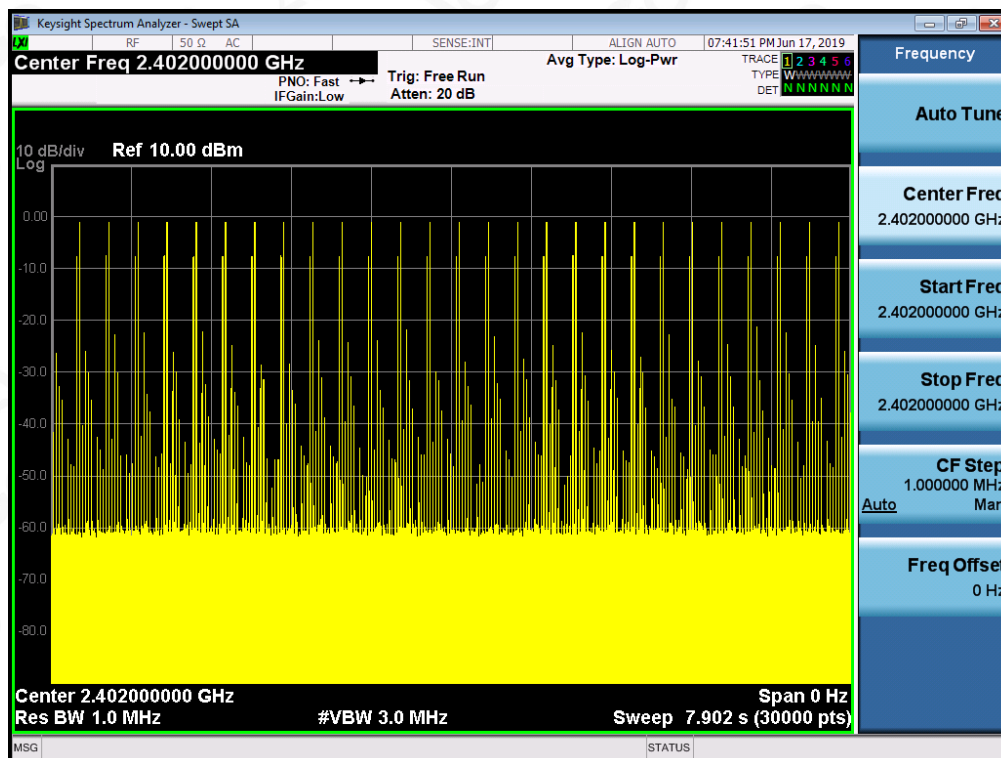 Keysight Spectrum Analyzer - Swept SA
LXI RF 50 Ω AC SENSE:INT ALIGN AUTO 07:41:51 PM Jun 17, 2019
Center Freq 2.402000000 GHz
PNO: Fast
IFGain:Low
Trig: Free Run
Atten: 20 dB
Avg Type: Log-Pwr
TRACE 1 2 3 4 5 6
TYPE WWWWWW
DET N N N N N N
10 dB/div
Log
Ref 10.00 dBm
0.00
-10.0
-20.0
-30.0
-40.0
-50.0
-60.0
-70.0
-80.0
Center 2.402000000 GHz
Span 0 Hz
Res BW 1.0 MHz
#VBW 3.0 MHz
Sweep 7.902 s (30000 pts)
MSG
STATUS
Frequency
Auto Tune
Center Freq
2.402000000 GHz
Start Freq
2.402000000 GHz
Stop Freq
2.402000000 GHz
CF Step
1.000000 MHz
Auto Man
Freq Offset
0 Hz